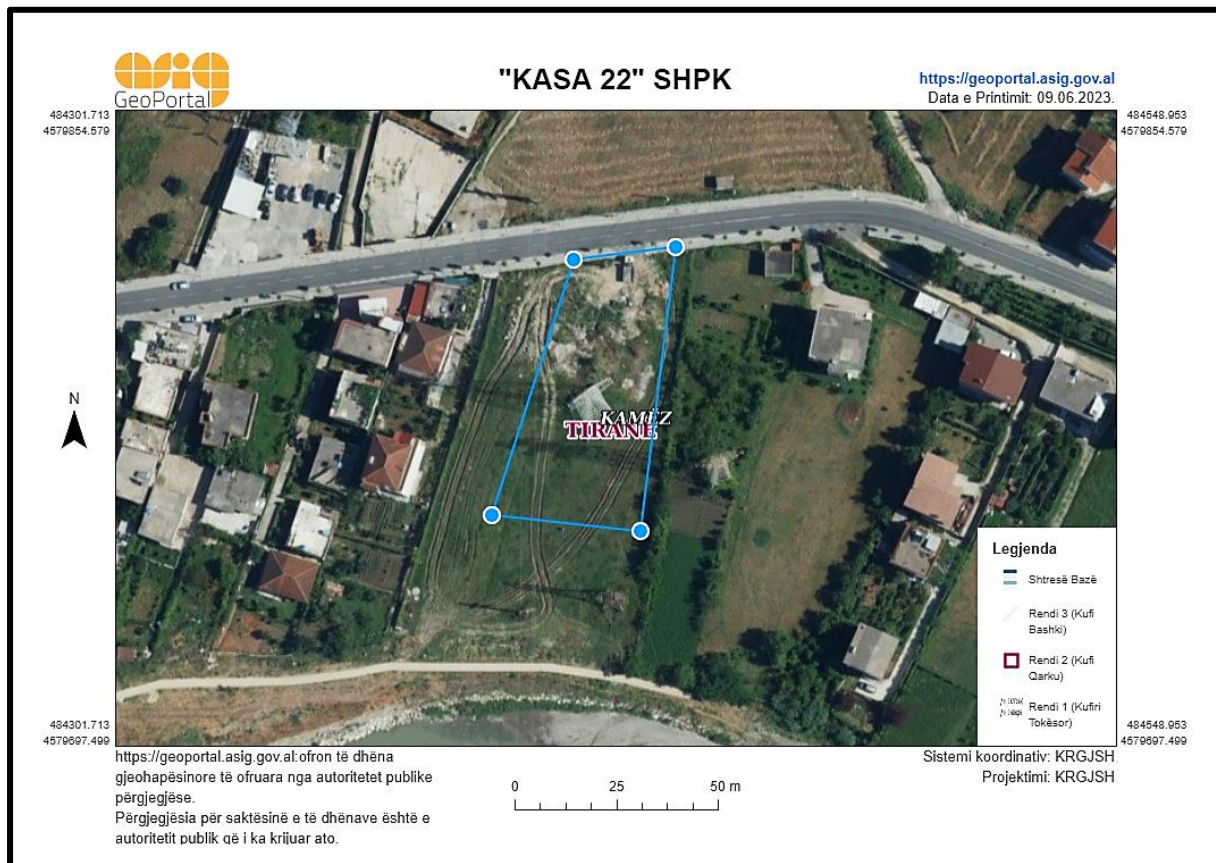 GeoPortal
"KASA 22" SHPK
https://geoportal.asig.gov.al
Data e Printimit: 09.06.2023.
484301.713
4579854.579
484548.953
4579854.579
N
KAMËZ
TIRANË
Legjenda
Shtresë Bazë
Rendi 3 (Kufi
Bashki)
Rendi 2 (Kufi
Qarku)
Rendi 1 (Kufiri
Tokësor)
484301.713
4579697.499
484548.953
4579697.499
https://geoportal.asig.gov.al:ofron të dhëna
gjeohapësinore të ofruara nga autoritetet publike
përgjegjëse.
Përgjegjësia për saktësinë e të dhënave është e
autoritetit publik që i ka krijuar ato.
0 25 50 m
Sistemi koordinativ: KRGJSH
Projektimi: KRGJSH